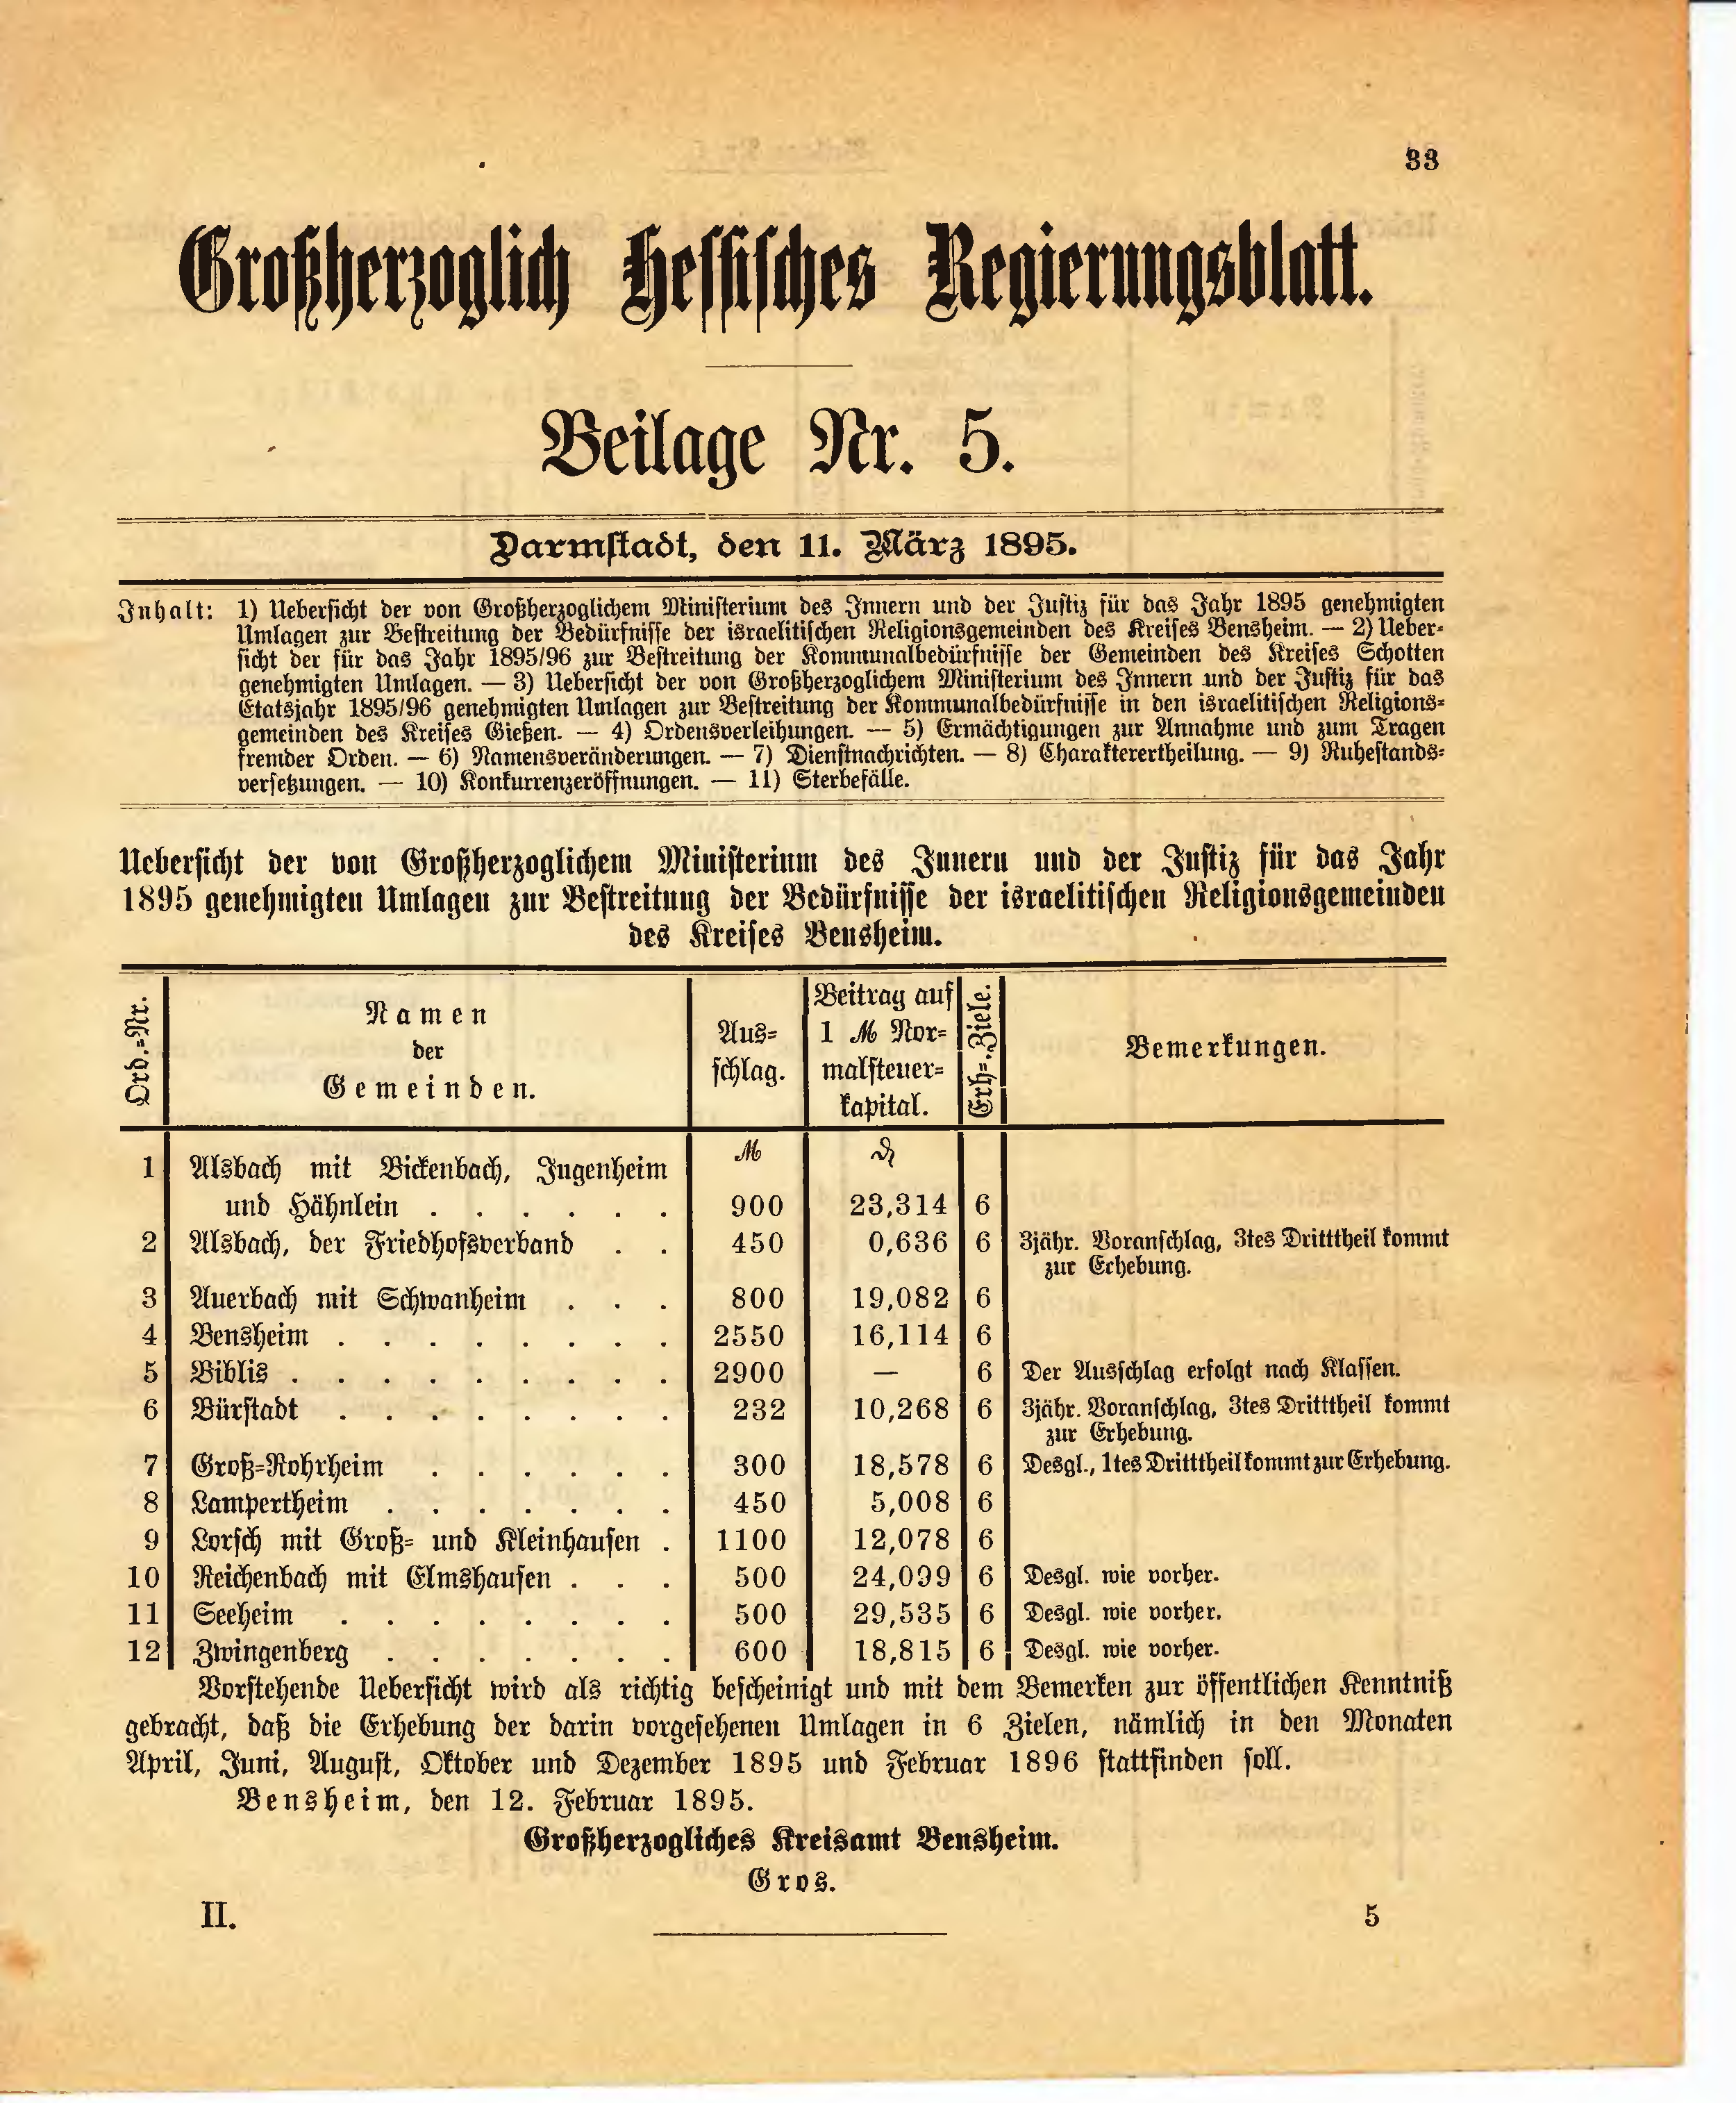 33
Großherzoglich Hessisches Regierungsblatt.
Beilage Nr. 5.
Darmstadt, den 11. März 1895.
Inhalt: 1) Uebersicht der von Großherzoglichem Ministerium des Innern und der Justiz für das Jahr 1895 genehmigten
Umlagen zur Bestreitung der Bedürfnisse der israelitischen Religionsgemeinden des Kreises Bensheim. — 2) Ueber-
sicht der für das Jahr 1895/96 zur Bestreitung der Kommunalbedürfnisse der Gemeinden des Kreises Schotten
genehmigten Umlagen. — 3) Uebersicht der von Großherzoglichem Ministerium des Innern und der Justiz für das
Etatsjahr 1895/96 genehmigten Umlagen zur Bestreitung der Kommunalbedürfnisse in den israelitischen Religions-
gemeinden des Kreises Gießen. — 4) Ordensverleihungen. — 5) Ermächtigungen zur Annahme und zum Tragen
fremder Orden. — 6) Namensveränderungen. — 7) Dienstnachrichten. — 8) Charakterertheilung. — 9) Ruhestands-
versetzungen. — 10) Konkurrenzeröffnungen. — 11) Sterbefälle.
Uebersicht der von Großherzoglichem Ministerium des Innern und der Justiz für das Jahr
1895 genehmigten Umlagen zur Bestreitung der Bedürfnisse der israelitischen Religionsgemeinden
des Kreises Bensheim.
Ord.-Nr.
Namen
der
Gemeinden.
Aus-
schlag.
Beitrag auf
1 ℳ Nor-
malsteuer-
kapital.
Erh.-Ziele.
Bemerkungen.
ℳ ₰
1 Alsbach mit Bickenbach, Jugenheim
und Hähnlein . . . . . . 900 23,314 6
2 Alsbach, der Friedhofsverband . . 450 0,636 6 3jähr. Voranschlag, 3tes Dritttheil kommt
zur Erhebung.
3 Auerbach mit Schwanheim . . . 800 19,082 6
4 Bensheim . . . . . . . . 2550 16,114 6
5 Biblis . . . . . . . . . 2900 — 6 Der Ausschlag erfolgt nach Klassen.
6 Bürstadt . . . . . . . . 232 10,268 6 3jähr. Voranschlag, 3tes Dritttheil kommt
zur Erhebung.
7 Groß-Rohrheim . . . . . . 300 18,578 6 Desgl., 1tes Dritttheil kommt zur Erhebung.
8 Lampertheim . . . . . . . 450 5,008 6
9 Lorsch mit Groß- und Kleinhausen . 1100 12,078 6
10 Reichenbach mit Elmshausen . . . 500 24,099 6 Desgl. wie vorher.
11 Seeheim . . . . . . . . 500 29,535 6 Desgl. wie vorher.
12 Zwingenberg . . . . . . . 600 18,815 6 Desgl. wie vorher.
Vorstehende Uebersicht wird als richtig bescheinigt und mit dem Bemerken zur öffentlichen Kenntniß
gebracht, daß die Erhebung der darin vorgesehenen Umlagen in 6 Zielen, nämlich in den Monaten
April, Juni, August, Oktober und Dezember 1895 und Februar 1896 stattfinden soll.
Bensheim, den 12. Februar 1895.
Großherzogliches Kreisamt Bensheim.
Gros.
II. 5